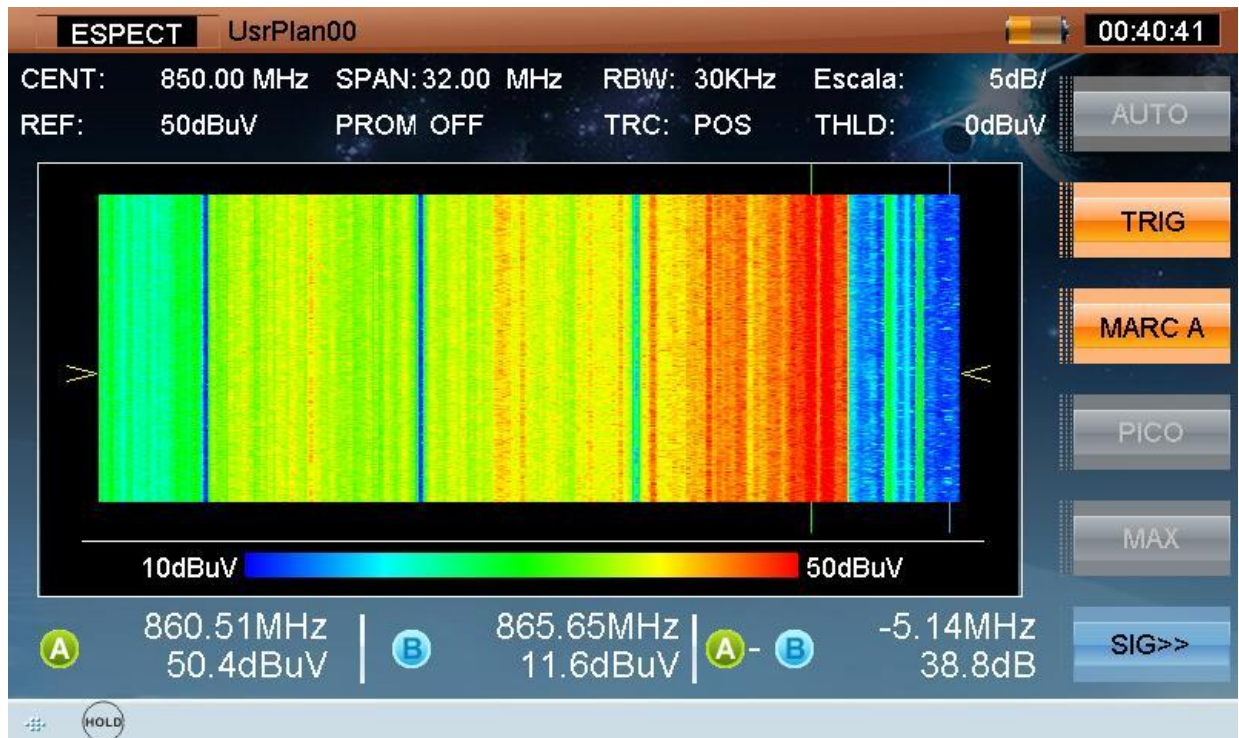 ESPECT UsrPlan00 00:40:41
CENT: 850.00 MHz SPAN: 32.00 MHz RBW: 30KHz Escala: 5dB/
REF: 50dBuV PROM OFF TRC: POS THLD: 0dBuV
AUTO
TRIG
MARC A
PICO
MAX
10dBuV 50dBuV
A 860.51MHz 50.4dBuV
B 865.65MHz 11.6dBuV
A - B -5.14MHz 38.8dB
SIG>>
HOLD